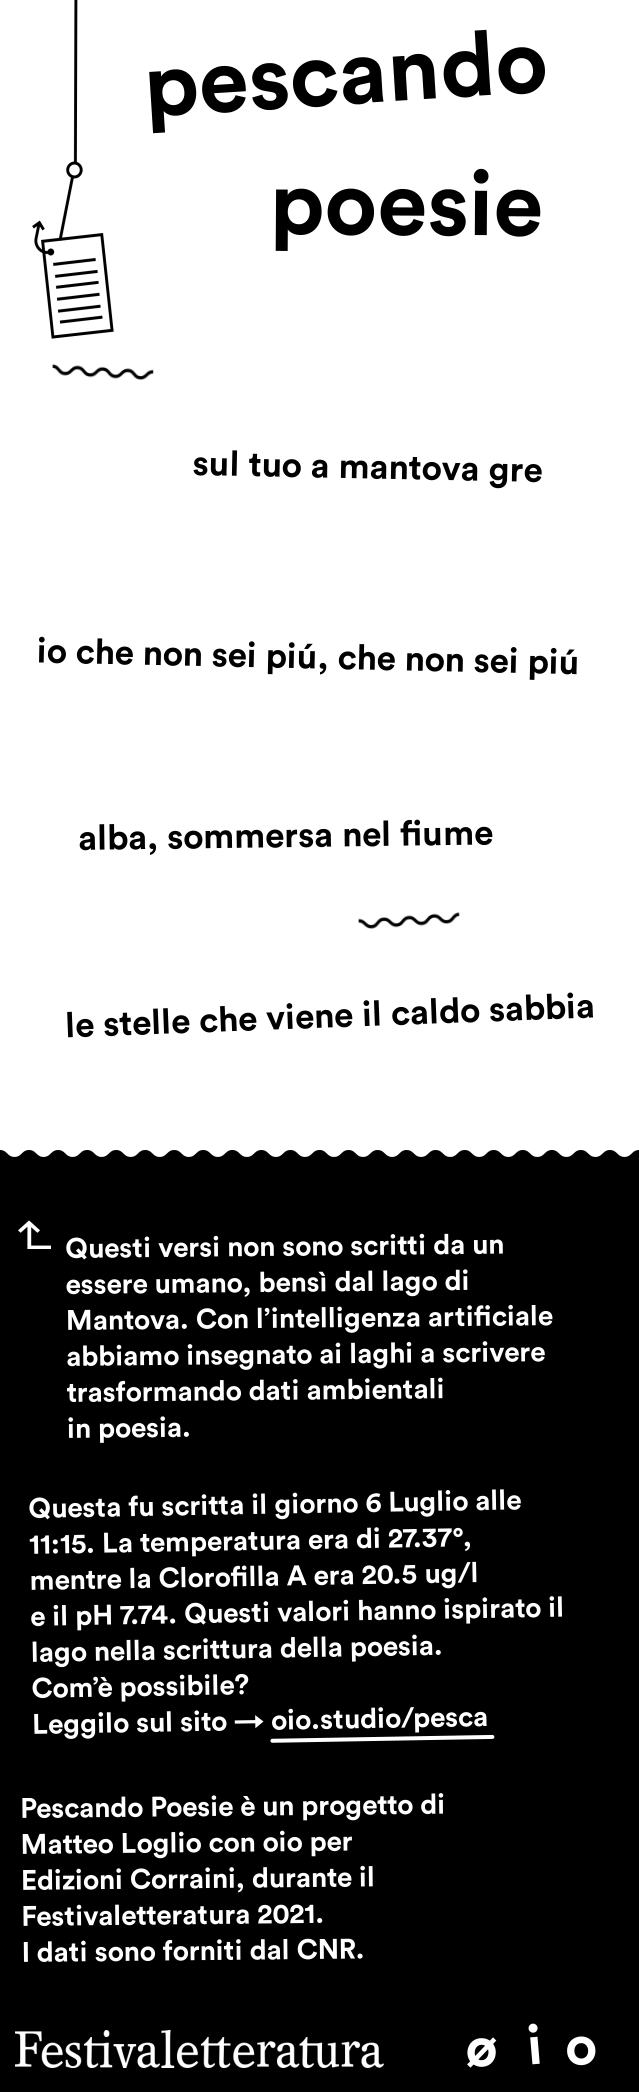 pescando
poesie
sul tuo a mantova gre
io che non sei piú, che non sei piú
alba, sommersa nel fiume
le stelle che viene il caldo sabbia
Questi versi non sono scritti da un
essere umano, bensì dal lago di
Mantova. Con l’intelligenza artificiale
abbiamo insegnato ai laghi a scrivere
trasformando dati ambientali
in poesia.
Questa fu scritta il giorno 6 Luglio alle
11:15. La temperatura era di 27.37°,
mentre la Clorofilla A era 20.5 ug/l
e il pH 7.74. Questi valori hanno ispirato il
lago nella scrittura della poesia.
Com’è possibile?
Leggilo sul sito → oio.studio/pesca
Pescando Poesie è un progetto di
Matteo Loglio con oio per
Edizioni Corraini, durante il
Festivaletteratura 2021.
I dati sono forniti dal CNR.
Festivaletteratura ø i o